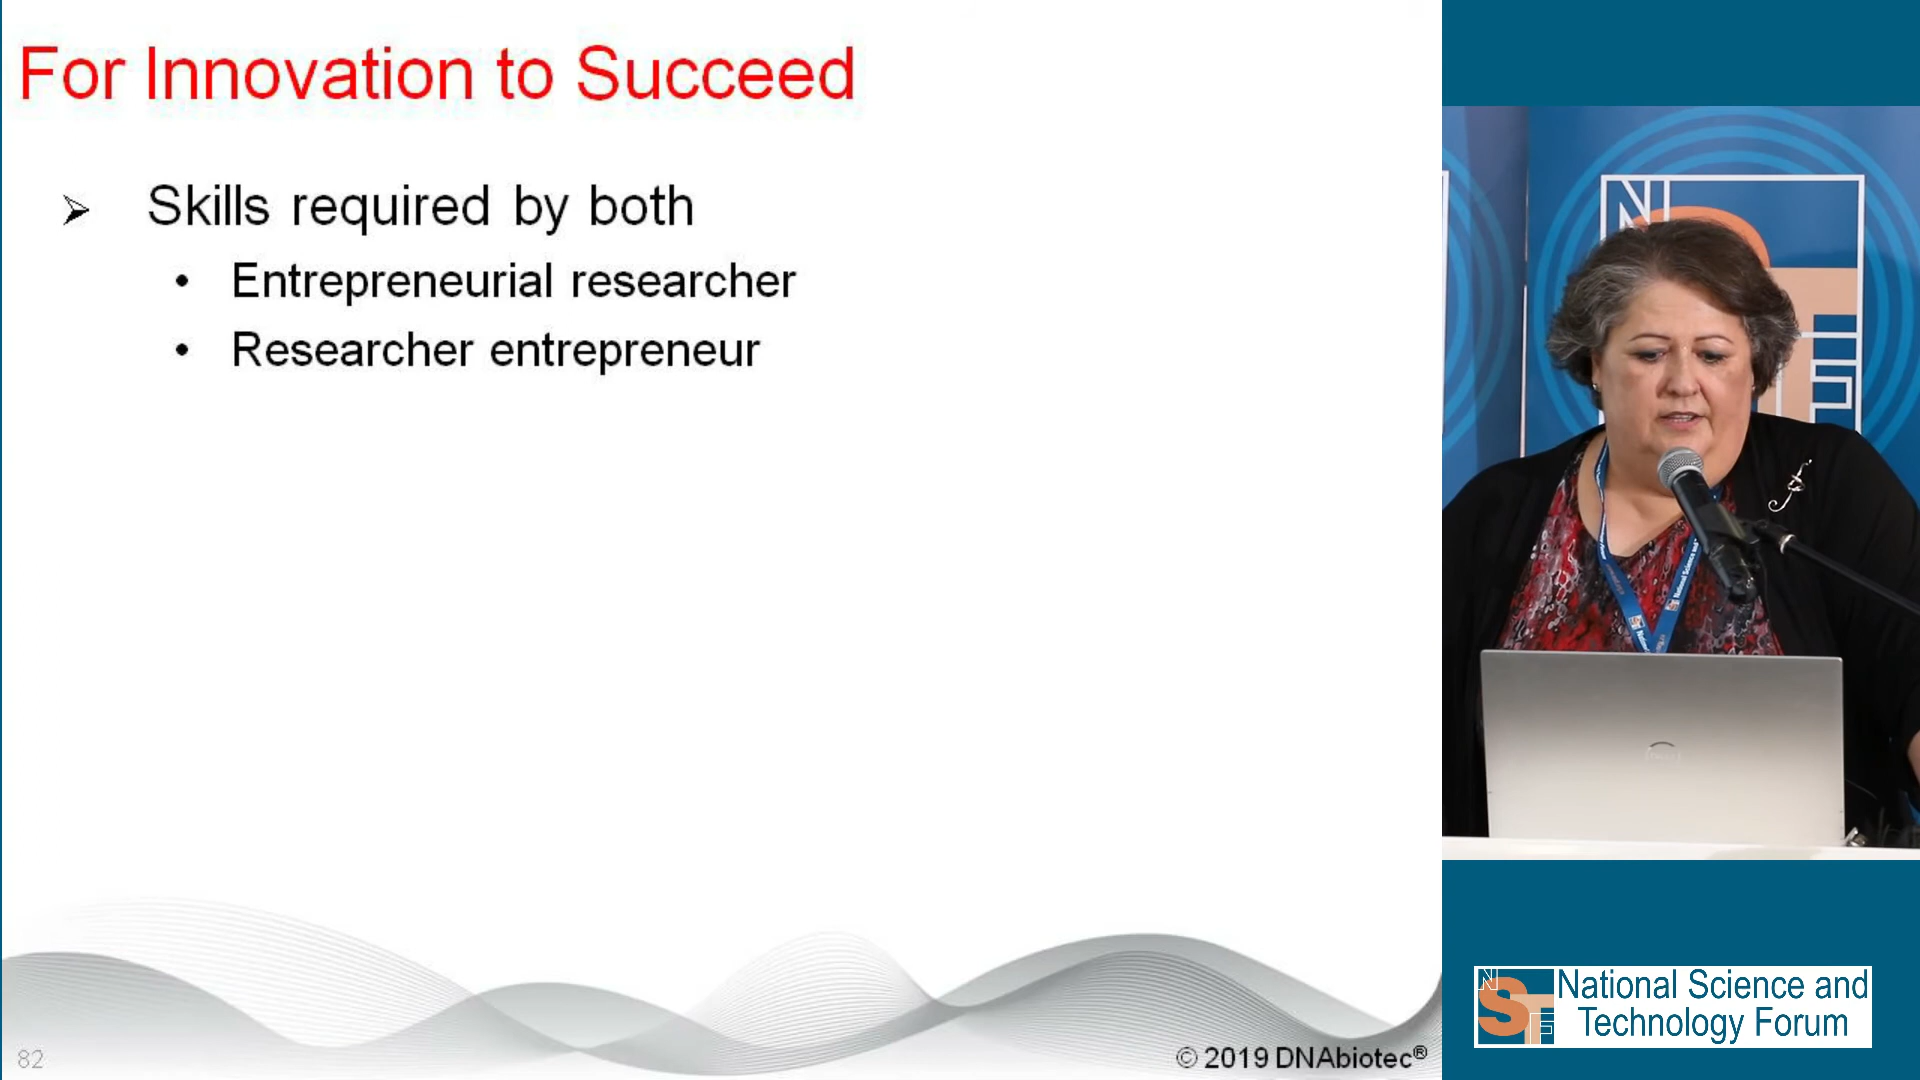 For Innovation to Succeed
➢ Skills required by both
• Entrepreneurial researcher
• Researcher entrepreneur
82
© 2019 DNAbiotec®
National Science and
Technology Forum